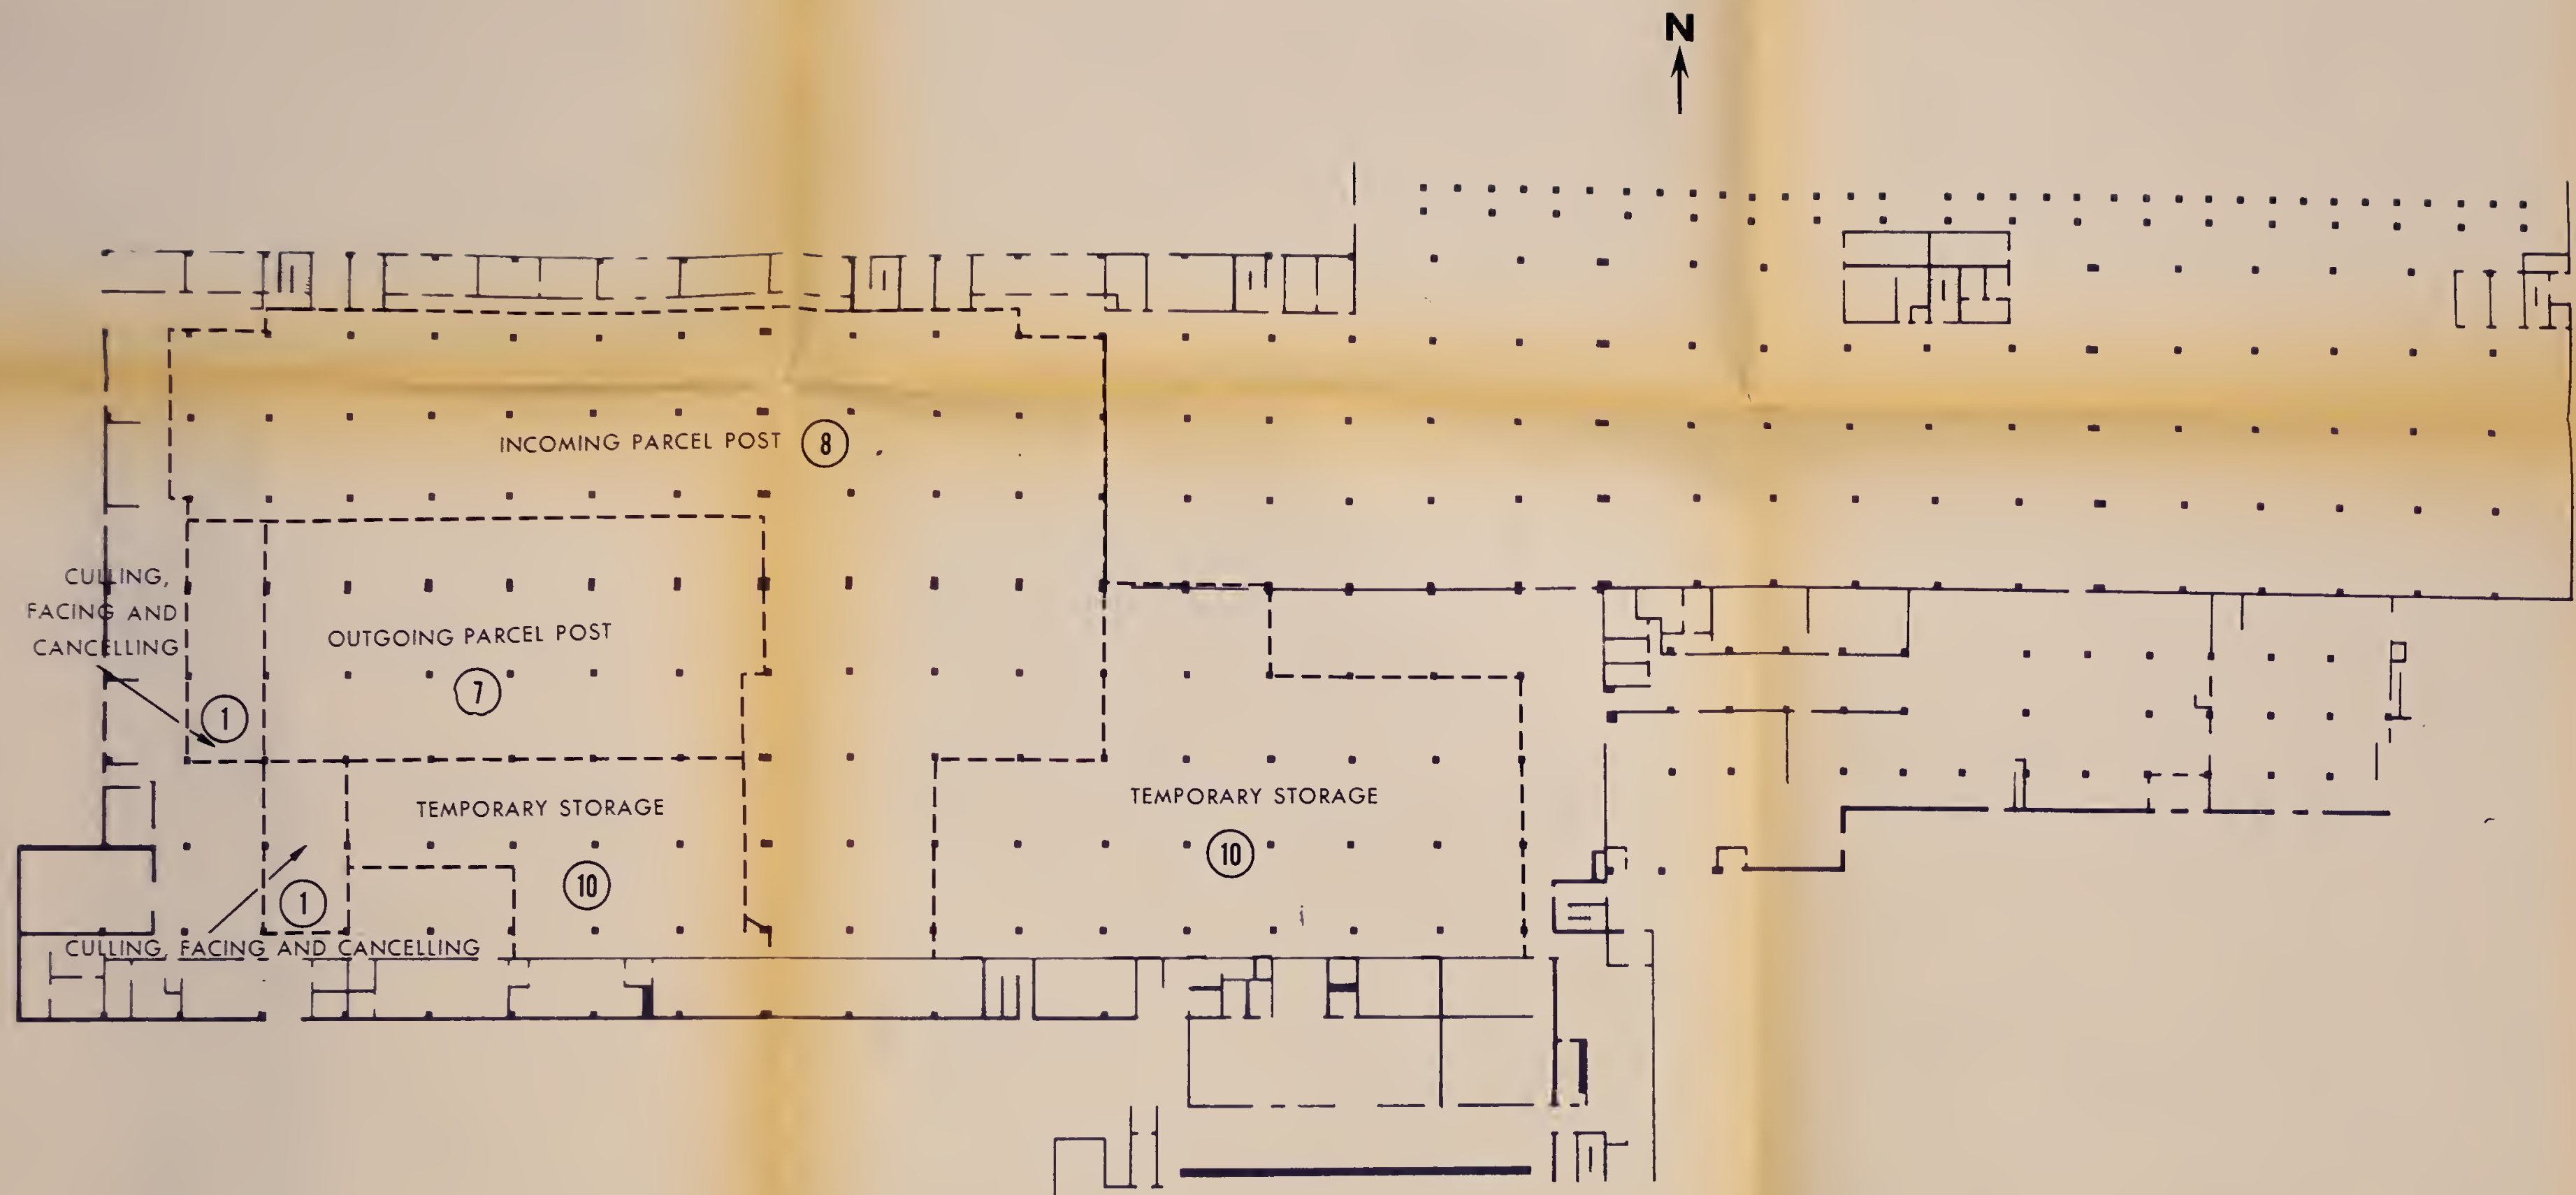 N
INCOMING PARCEL POST 8
CULLING,
FACING AND
CANCELLING
1
OUTGOING PARCEL POST
7
TEMPORARY STORAGE
10
TEMPORARY STORAGE
10
1
CULLING, FACING AND CANCELLING